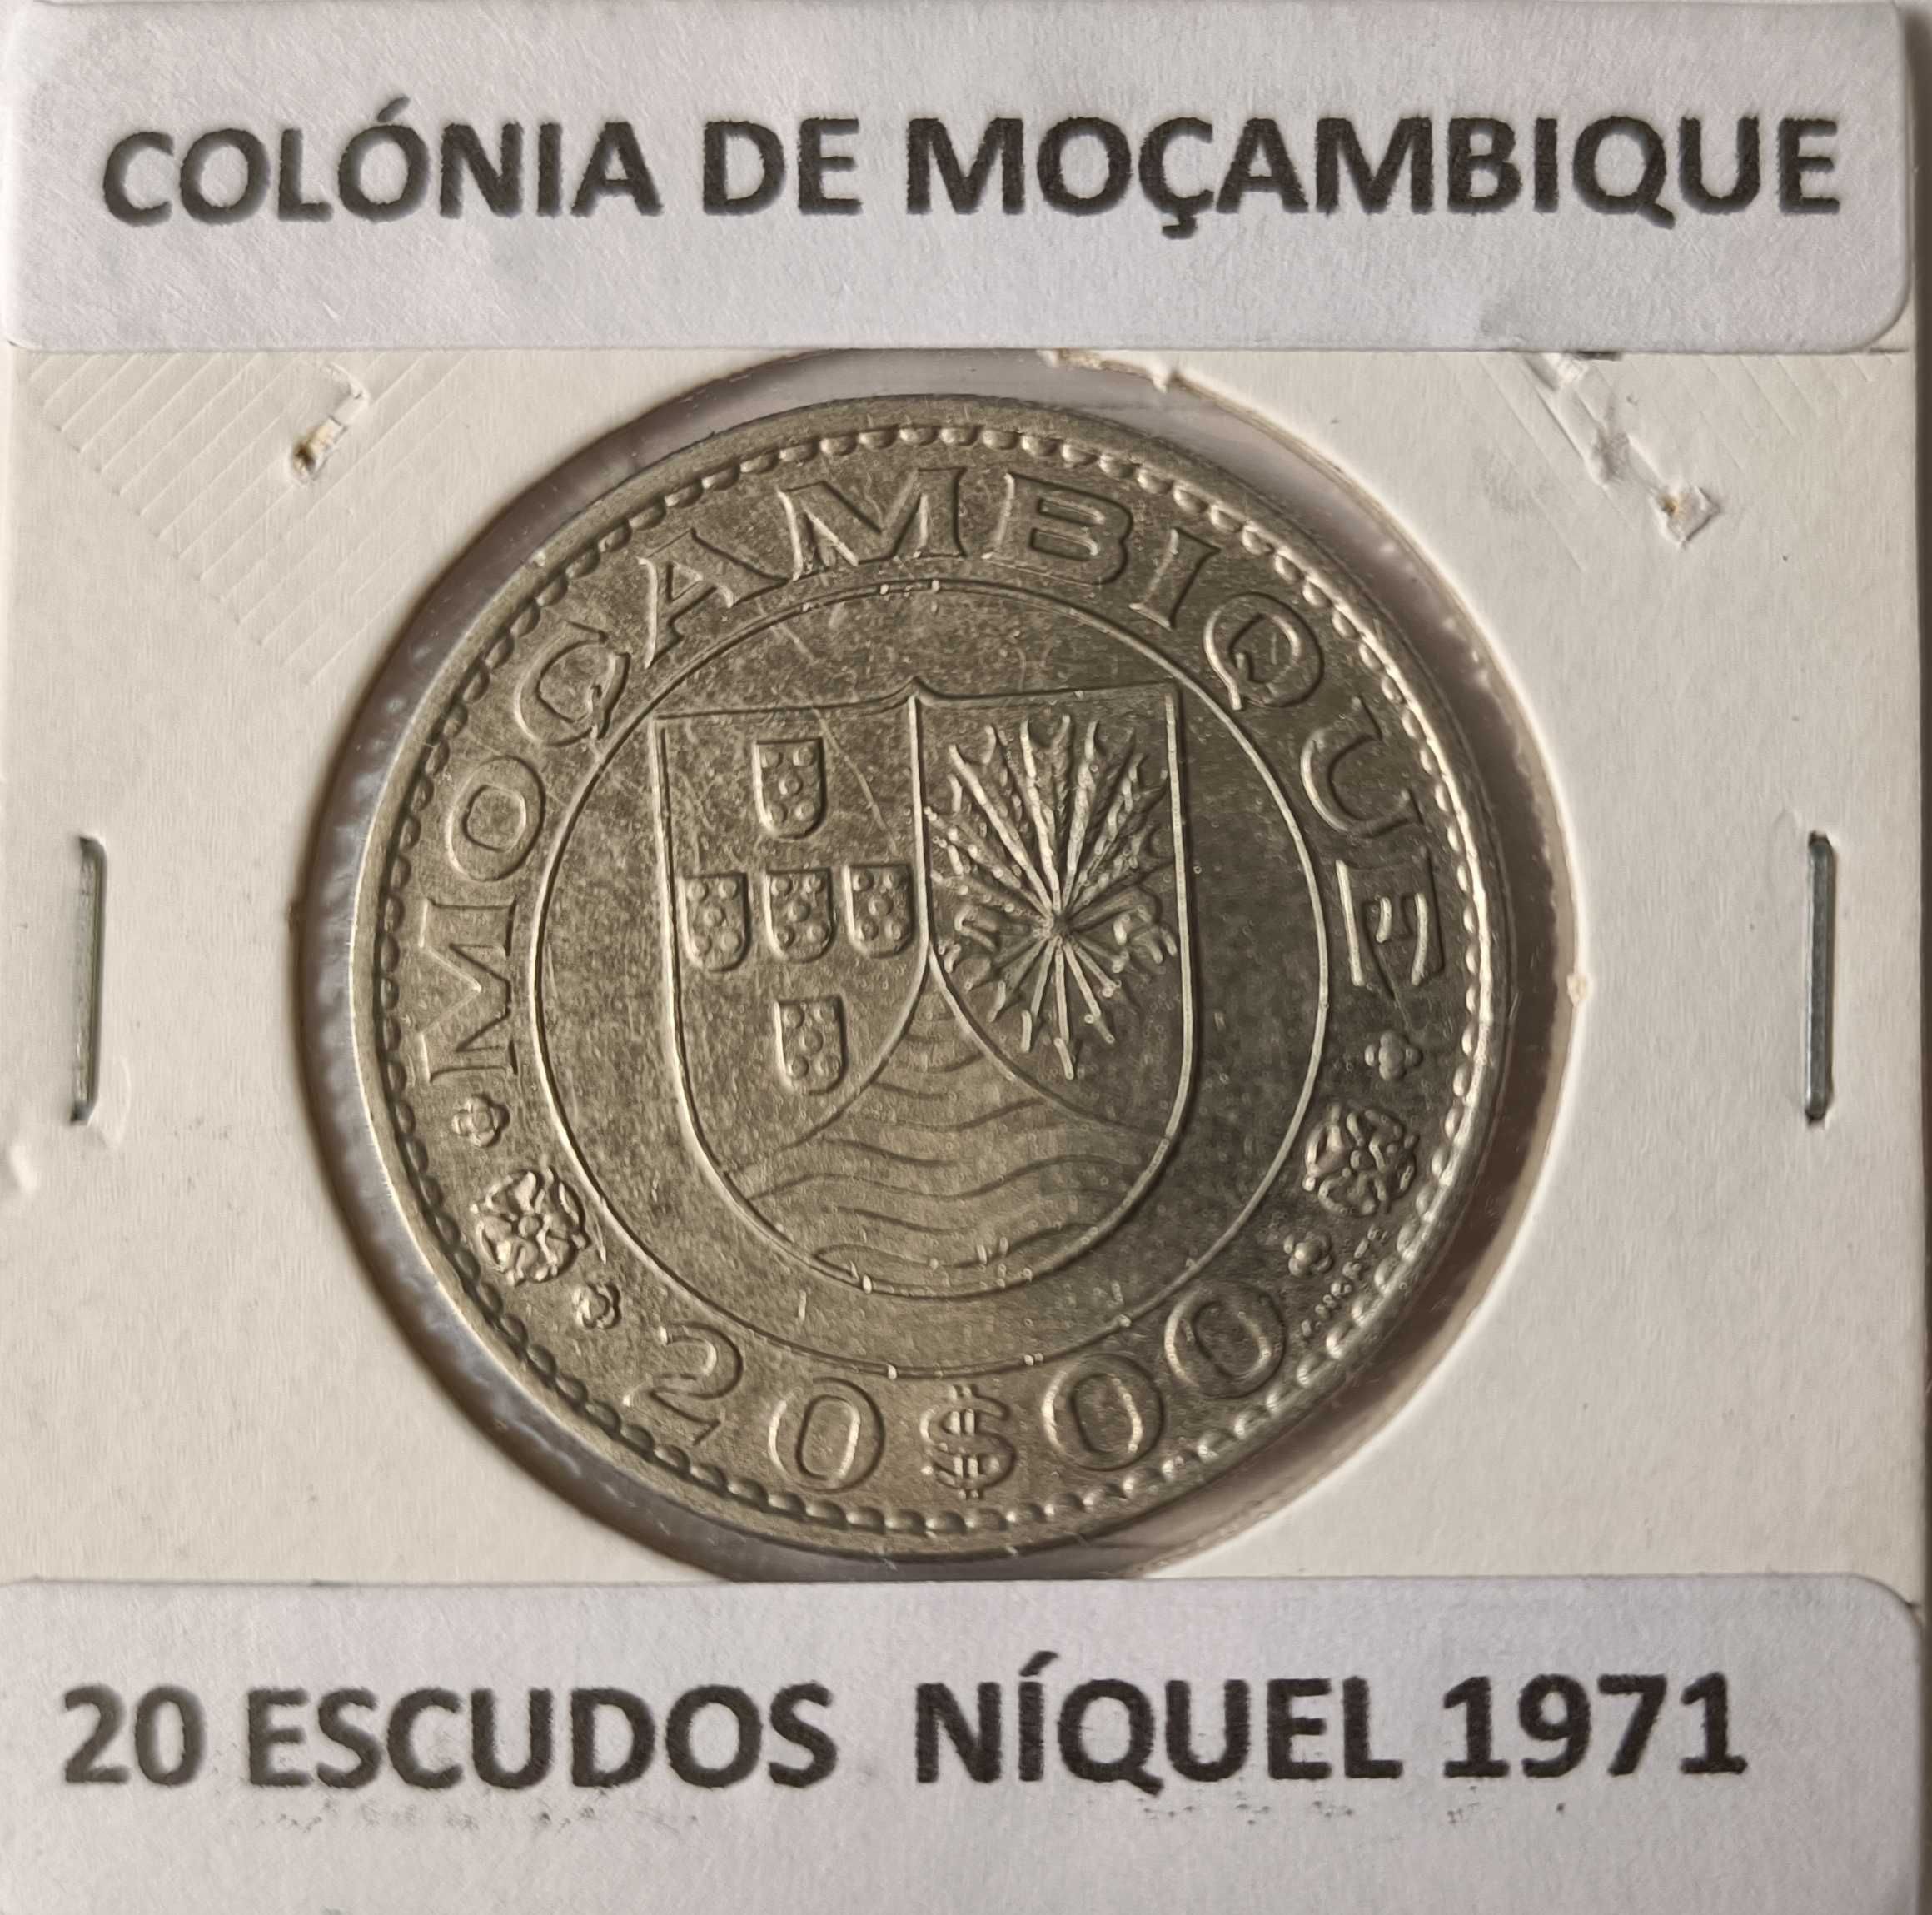 COLÓNIA DE MOÇAMBIQUE
MOÇAMBIQUE
20$00
20 ESCUDOS NÍQUEL 1971